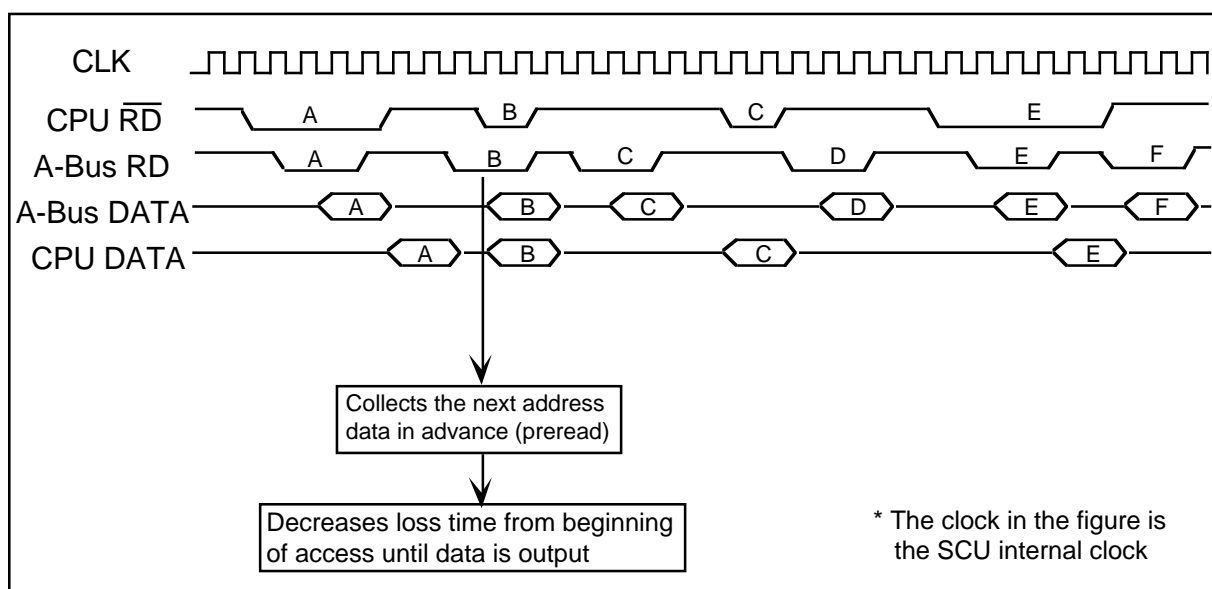 CLK
CPU RD A B C E
A-Bus RD A B C D E F
A-Bus DATA A B C D E F
CPU DATA A B C E
Collects the next address
data in advance (preread)
Decreases loss time from beginning
of access until data is output
* The clock in the figure is
the SCU internal clock